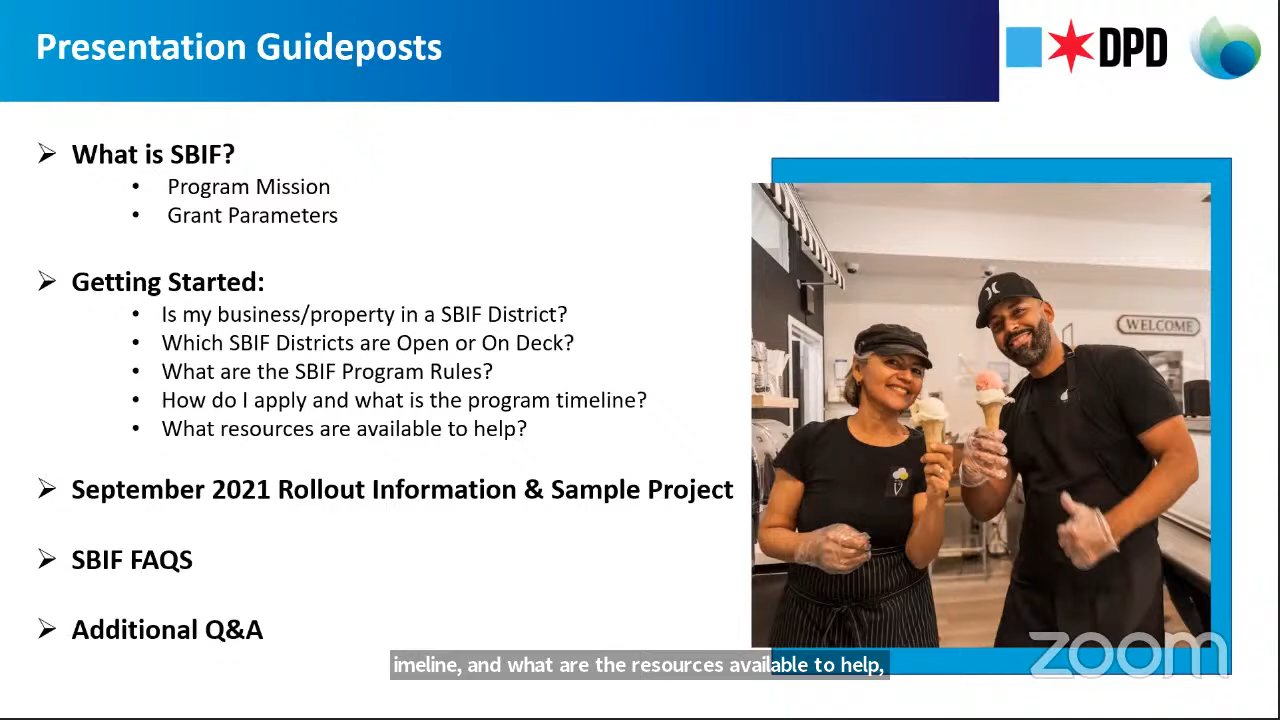 Presentation Guideposts
DPD
What is SBIF?
Program Mission
Grant Parameters
Getting Started:
Is my business/property in a SBIF District?
Which SBIF Districts are Open or On Deck?
What are the SBIF Program Rules?
How do I apply and what is the program timeline?
What resources are available to help?
September 2021 Rollout Information & Sample Project
SBIF FAQS
Additional Q&A
WELCOME
zoom
imeline, and what are the resources available to help,